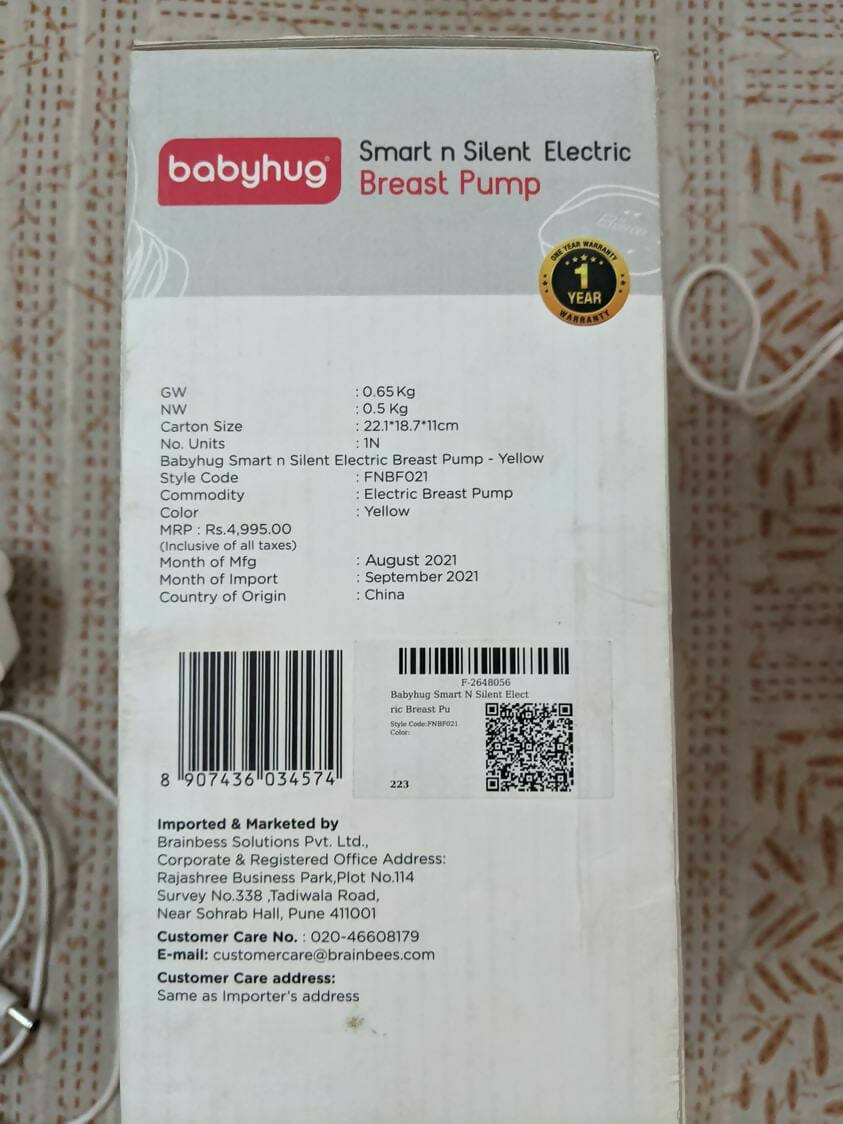 babyhug®
Smart n Silent Electric
Breast Pump
ONE YEAR WARRANTY
1
YEAR
WARRANTY
GW : 0.65 Kg
NW : 0.5 Kg
Carton Size : 22.1*18.7*11cm
No. Units : 1N
Babyhug Smart n Silent Electric Breast Pump - Yellow
Style Code : FNBF021
Commodity : Electric Breast Pump
Color : Yellow
MRP : Rs.4,995.00
(Inclusive of all taxes)
Month of Mfg : August 2021
Month of Import : September 2021
Country of Origin : China
8 907436 034574
F-2648056
Babyhug Smart N Silent Elect
ric Breast Pu
Style Code:FNBF021
Color:
223
Imported & Marketed by
Brainbess Solutions Pvt. Ltd.,
Corporate & Registered Office Address:
Rajashree Business Park,Plot No.114
Survey No.338 ,Tadiwala Road,
Near Sohrab Hall, Pune 411001
Customer Care No. : 020-46608179
E-mail: customercare@brainbees.com
Customer Care address:
Same as Importer's address